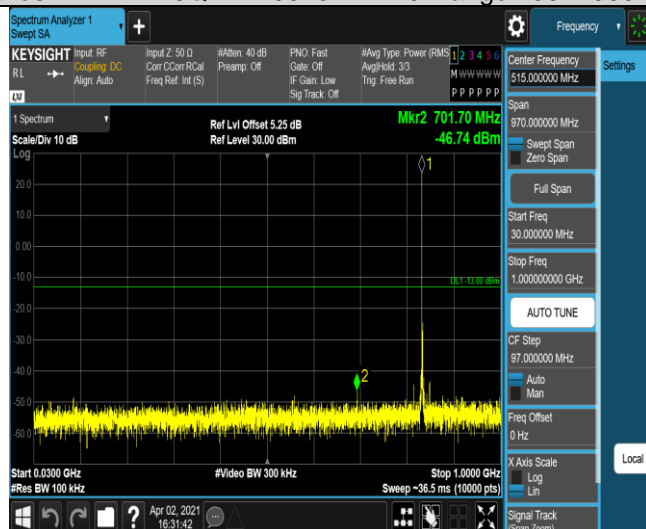 Spectrum Analyzer 1
Swept SA
Frequency
Settings
KEYSIGHT
RL
Input: RF
Coupling: DC
Align: Auto
Input Z: 50 Ω
Corr CCorr RCal
Freq Ref: Int (S)
#Atten: 40 dB
Preamp: Off
PNO: Fast
Gate: Off
IF Gain: Low
Sig Track: Off
#Avg Type: Power (RMS
Avg|Hold: 3/3
Trig: Free Run
1 2 3 4 5 6
M W W W W W
P P P P P P
LXI
1 Spectrum
Scale/Div 10 dB
Log
Ref Lvl Offset 5.25 dB
Ref Level 30.00 dBm
Mkr2 701.70 MHz
-46.74 dBm
20.0
10.0
0.00
-10.0
-20.0
-30.0
-40.0
-50.0
-60.0
1
DL1 -13.00 dBm
2
Start 0.0300 GHz
#Res BW 100 kHz
#Video BW 300 kHz
Stop 1.0000 GHz
Sweep ~36.5 ms (10000 pts)
Apr 02, 2021
16:31:42
Center Frequency
515.000000 MHz
Span
970.000000 MHz
Swept Span
Zero Span
Full Span
Start Freq
30.000000 MHz
Stop Freq
1.000000000 GHz
AUTO TUNE
CF Step
97.000000 MHz
Auto
Man
Freq Offset
0 Hz
X Axis Scale
Log
Lin
Signal Track
(Span Zoom)
Local